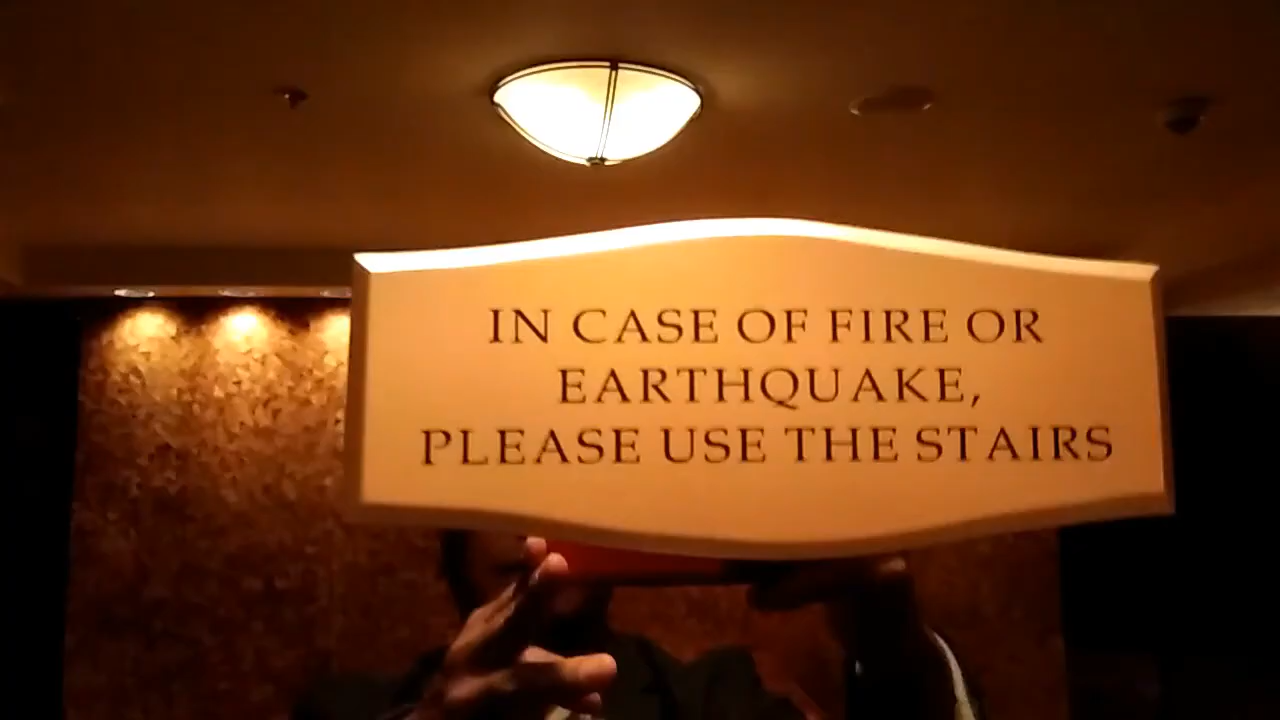 IN CASE OF FIRE OR
EARTHQUAKE,
PLEASE USE THE STAIRS